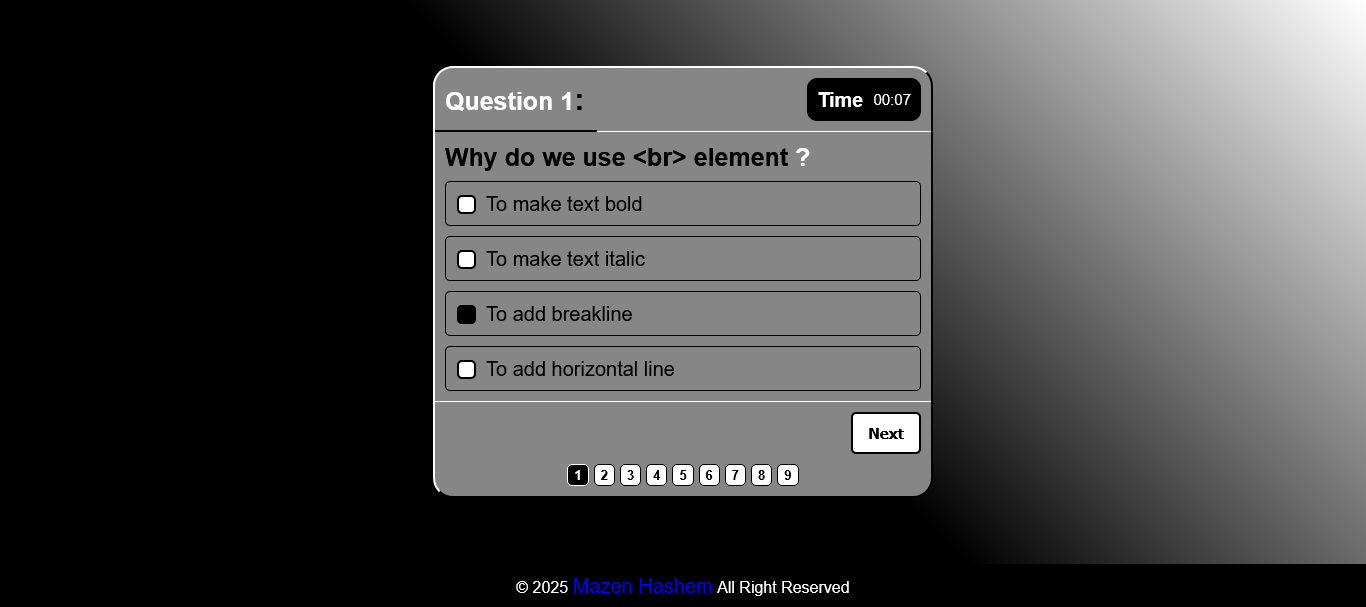 Question 1: Time 00:07
Why do we use <br> element ?
To make text bold
To make text italic
To add breakline
To add horizontal line
Next
1 2 3 4 5 6 7 8 9
© 2025 Mazen Hashem All Right Reserved